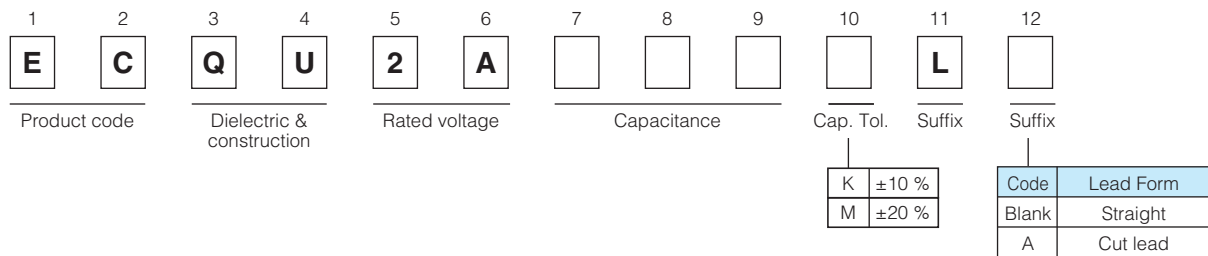 1 2 3 4 5 6 7 8 9 10 11 12
E C Q U 2 A L
Product code Dielectric & construction Rated voltage Capacitance Cap. Tol. Suffix Suffix
K ±10 %
M ±20 %
Code Lead Form
Blank Straight
A Cut lead